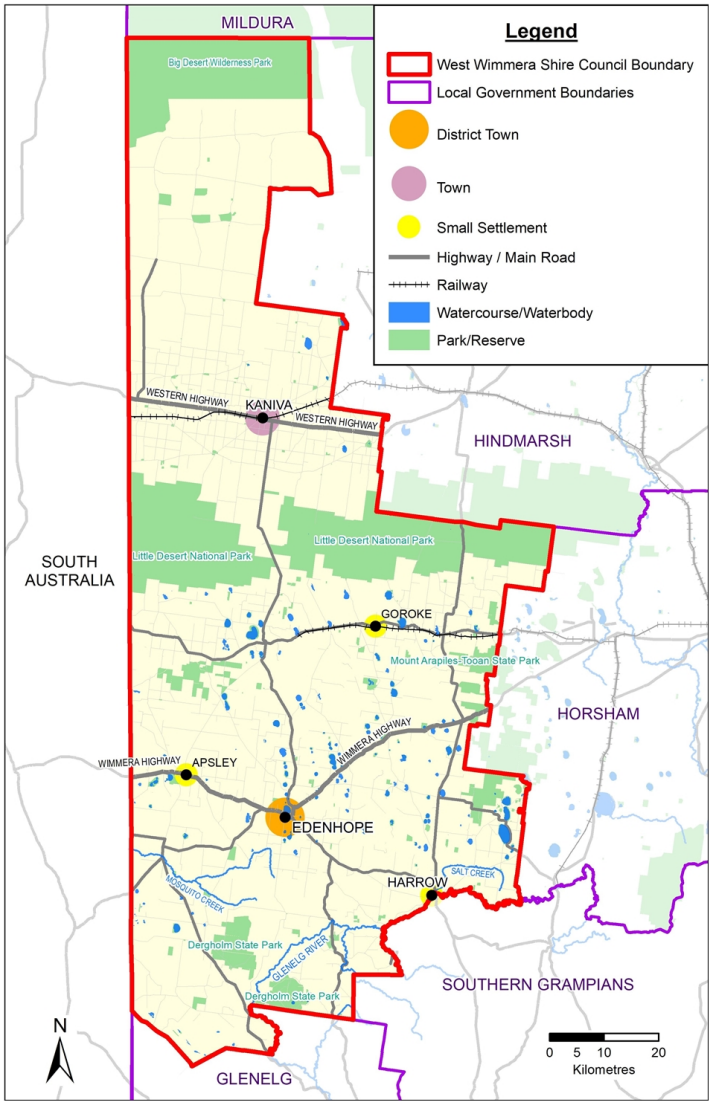 MILDURA
Legend
West Wimmera Shire Council Boundary
Local Government Boundaries
District Town
Town
Small Settlement
Highway / Main Road
Railway
Watercourse/Waterbody
Park/Reserve
Big Desert Wilderness Park
WESTERN HIGHWAY
KANIVA
WESTERN HIGHWAY
HINDMARSH
Little Desert National Park
Little Desert National Park
SOUTH
AUSTRALIA
GOROKE
Mount Arapiles-Tooan State Park
HORSHAM
WIMMERA HIGHWAY
WIMMERA HIGHWAY
APSLEY
EDENHOPE
HARROW
SALT CREEK
MOSQUITO CREEK
Dergholm State Park
GLENELG RIVER
Dergholm State Park
SOUTHERN GRAMPIANS
GLENELG
N
0 5 10 20
Kilometres